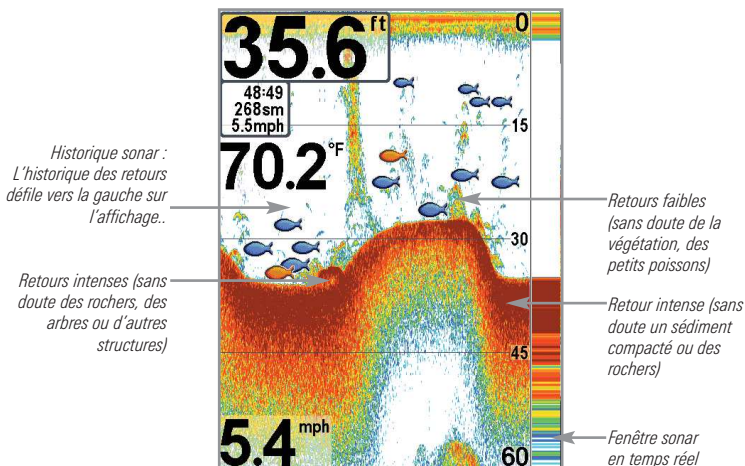 35.6 ft
48:49
268sm
5.5mph
70.2°F
5.4 mph
0
15
30
45
60
Historique sonar :
L'historique des retours
défile vers la gauche sur
l'affichage..
Retours intenses (sans
doute des rochers, des
arbres ou d'autres
structures)
Retours faibles
(sans doute de la
végétation, des
petits poissons)
Retour intense (sans
doute un sédiment
compacté ou des
rochers)
Fenêtre sonar
en temps réel